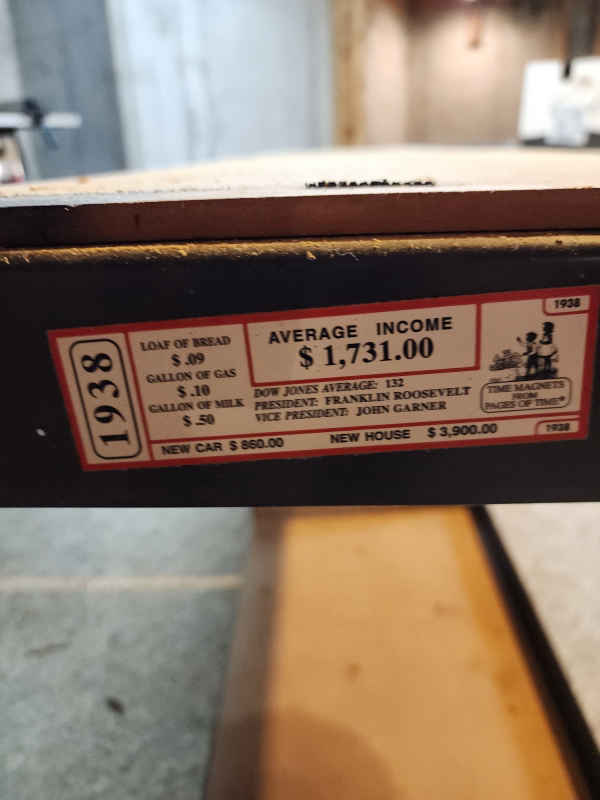 1938
LOAF OF BREAD
$ .09
GALLON OF GAS
$ .10
GALLON OF MILK
$ .50
AVERAGE INCOME
$ 1,731.00
DOW JONES AVERAGE: 132
PRESIDENT: FRANKLIN ROOSEVELT
VICE PRESIDENT: JOHN GARNER
1938
TIME MAGNETS
FROM
PAGES OF TIME®
NEW CAR $ 860.00
NEW HOUSE $ 3,900.00
1938